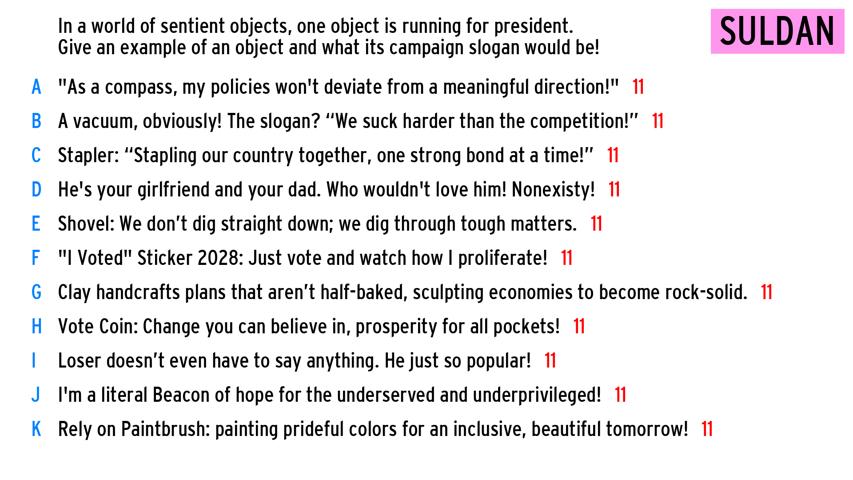 In a world of sentient objects, one object is running for president.
Give an example of an object and what its campaign slogan would be!
SULDAN
A "As a compass, my policies won't deviate from a meaningful direction!" 11
B A vacuum, obviously! The slogan? “We suck harder than the competition!” 11
C Stapler: “Stapling our country together, one strong bond at a time!” 11
D He's your girlfriend and your dad. Who wouldn't love him! Nonexisty! 11
E Shovel: We don’t dig straight down; we dig through tough matters. 11
F "I Voted" Sticker 2028: Just vote and watch how I proliferate! 11
G Clay handcrafts plans that aren’t half-baked, sculpting economies to become rock-solid. 11
H Vote Coin: Change you can believe in, prosperity for all pockets! 11
I Loser doesn’t even have to say anything. He just so popular! 11
J I'm a literal Beacon of hope for the underserved and underprivileged! 11
K Rely on Paintbrush: painting prideful colors for an inclusive, beautiful tomorrow! 11